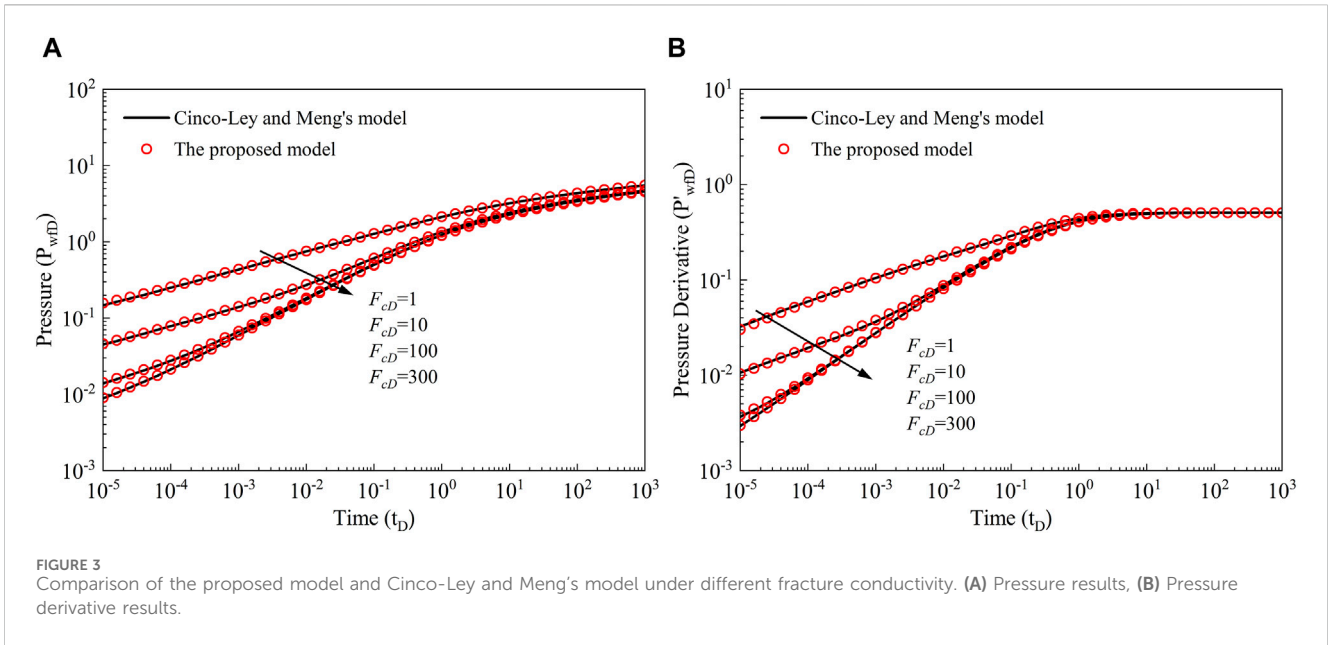 A
Pressure (P_wfD)
10^2
10^1
10^0
10^-1
10^-2
10^-3
Cinco-Ley and Meng's model
The proposed model
F_cD=1
F_cD=10
F_cD=100
F_cD=300
10^-5 10^-4 10^-3 10^-2 10^-1 10^0 10^1 10^2 10^3
Time (t_D)
B
Pressure Derivative (P'_wfD)
10^1
10^0
10^-1
10^-2
10^-3
Cinco-Ley and Meng's model
The proposed model
F_cD=1
F_cD=10
F_cD=100
F_cD=300
10^-5 10^-4 10^-3 10^-2 10^-1 10^0 10^1 10^2 10^3
Time (t_D)
FIGURE 3
Comparison of the proposed model and Cinco-Ley and Meng’s model under different fracture conductivity. (A) Pressure results, (B) Pressure
derivative results.